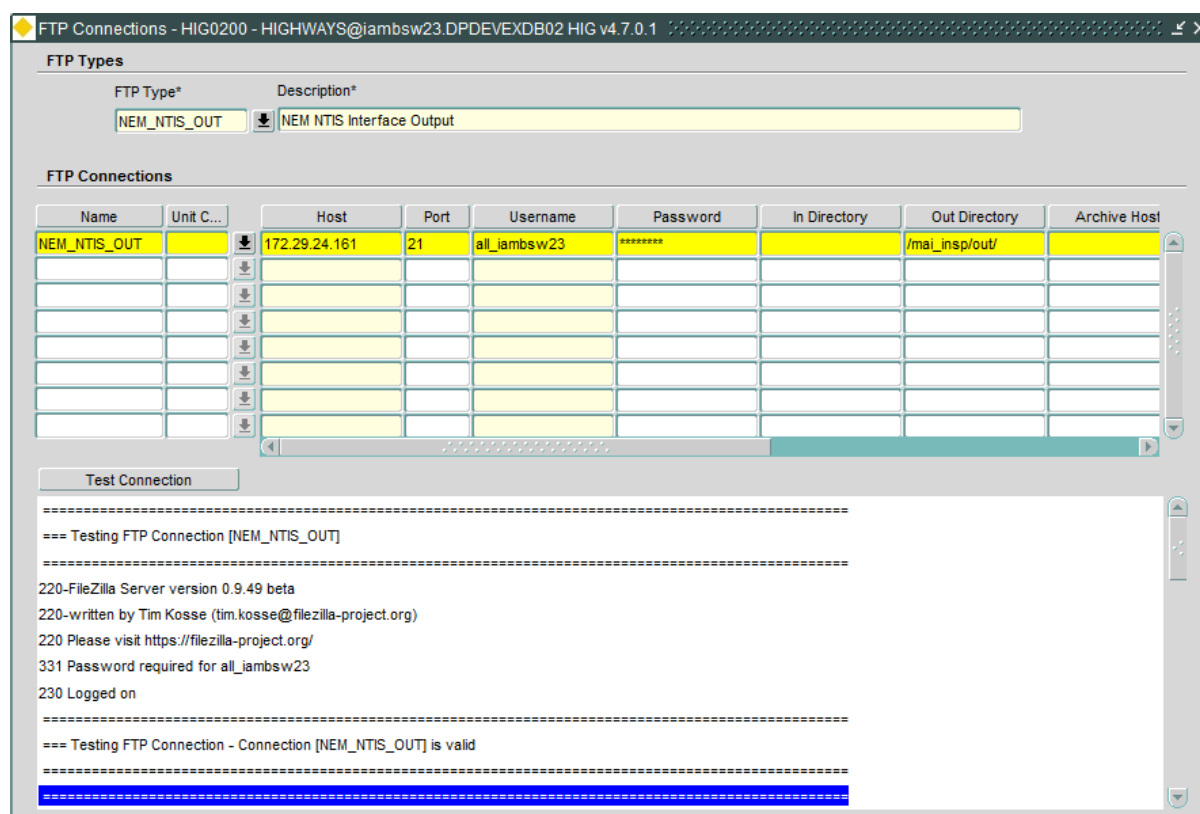 FTP Connections - HIG0200 - HIGHWAYS@iambsw23.DPDEVEXDB02 HIG v4.7.0.1
FTP Types
FTP Type* Description*
NEM_NTIS_OUT NEM NTIS Interface Output
FTP Connections
Name Unit C... Host Port Username Password In Directory Out Directory Archive Host
NEM_NTIS_OUT 172.29.24.161 21 all_iambsw23 ******** /mai_insp/out/
Test Connection
==================================================================================================
=== Testing FTP Connection [NEM_NTIS_OUT]
==================================================================================================
220-FileZilla Server version 0.9.49 beta
220-written by Tim Kosse (tim.kosse@filezilla-project.org)
220 Please visit https://filezilla-project.org/
331 Password required for all_iambsw23
230 Logged on
==================================================================================================
=== Testing FTP Connection - Connection [NEM_NTIS_OUT] is valid
==================================================================================================
==================================================================================================